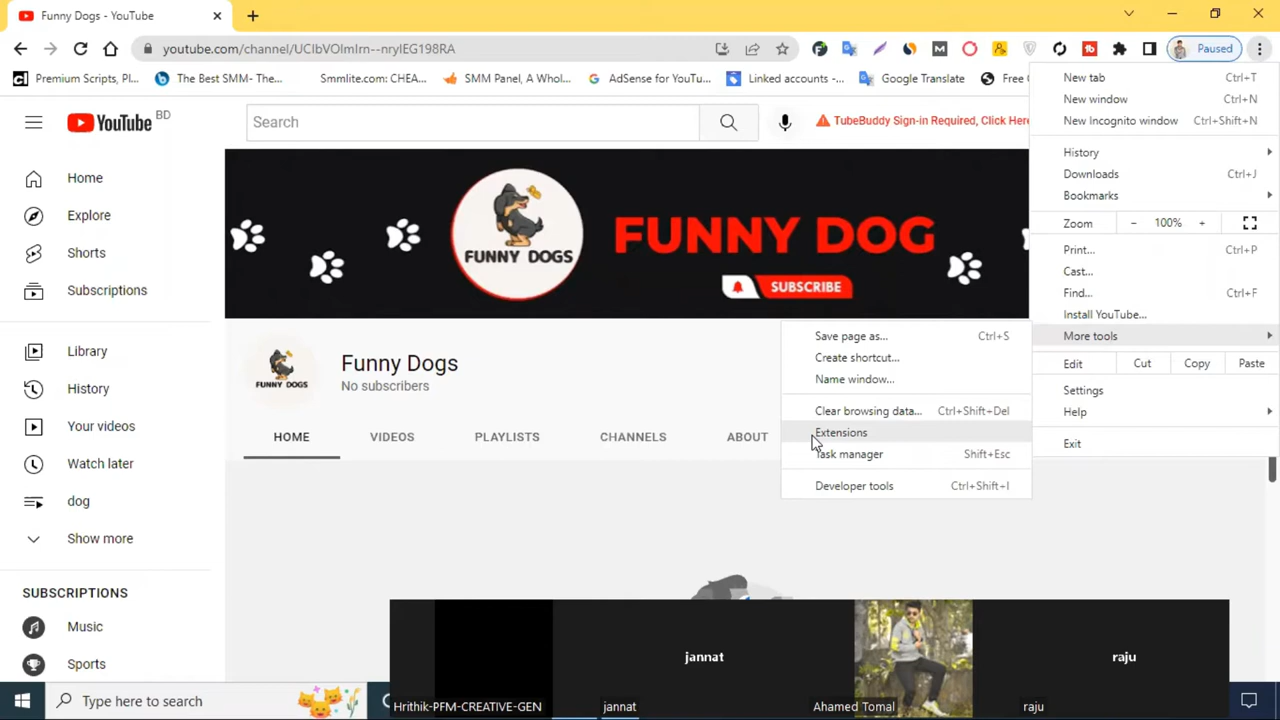 Funny Dogs - YouTube
youtube.com/channel/UCIbVOlmIrn--nryIEG198RA
Paused
Premium Scripts, Pl...
The Best SMM- The...
Smmlite.com: CHEA...
SMM Panel, A Whol...
AdSense for YouTu...
Linked accounts -...
Google Translate
Free
YouTube BD
Search
TubeBuddy Sign-in Required, Click Here
Home
Explore
Shorts
Subscriptions
Library
History
Your videos
Watch later
dog
Show more
SUBSCRIPTIONS
Music
Sports
FUNNY DOGS
FUNNY DOG
SUBSCRIBE
FUNNY DOGS
Funny Dogs
No subscribers
HOME VIDEOS PLAYLISTS CHANNELS ABOUT
New tab Ctrl+T
New window
New Incognito window Ctrl+Shift+N
History
Downloads Ctrl+J
Bookmarks
Zoom - 100% +
Print... Ctrl+P
Cast...
Find... Ctrl+F
Install YouTube...
More tools
Edit Cut Copy Paste
Settings
Help
Exit
Save page as... Ctrl+S
Create shortcut...
Name window...
Clear browsing data... Ctrl+Shift+Del
Extensions
Task manager Shift+Esc
Developer tools Ctrl+Shift+I
jannat
raju
Hrithik-PFM-CREATIVE-GEN
jannat
Ahamed Tomal
raju
Type here to search